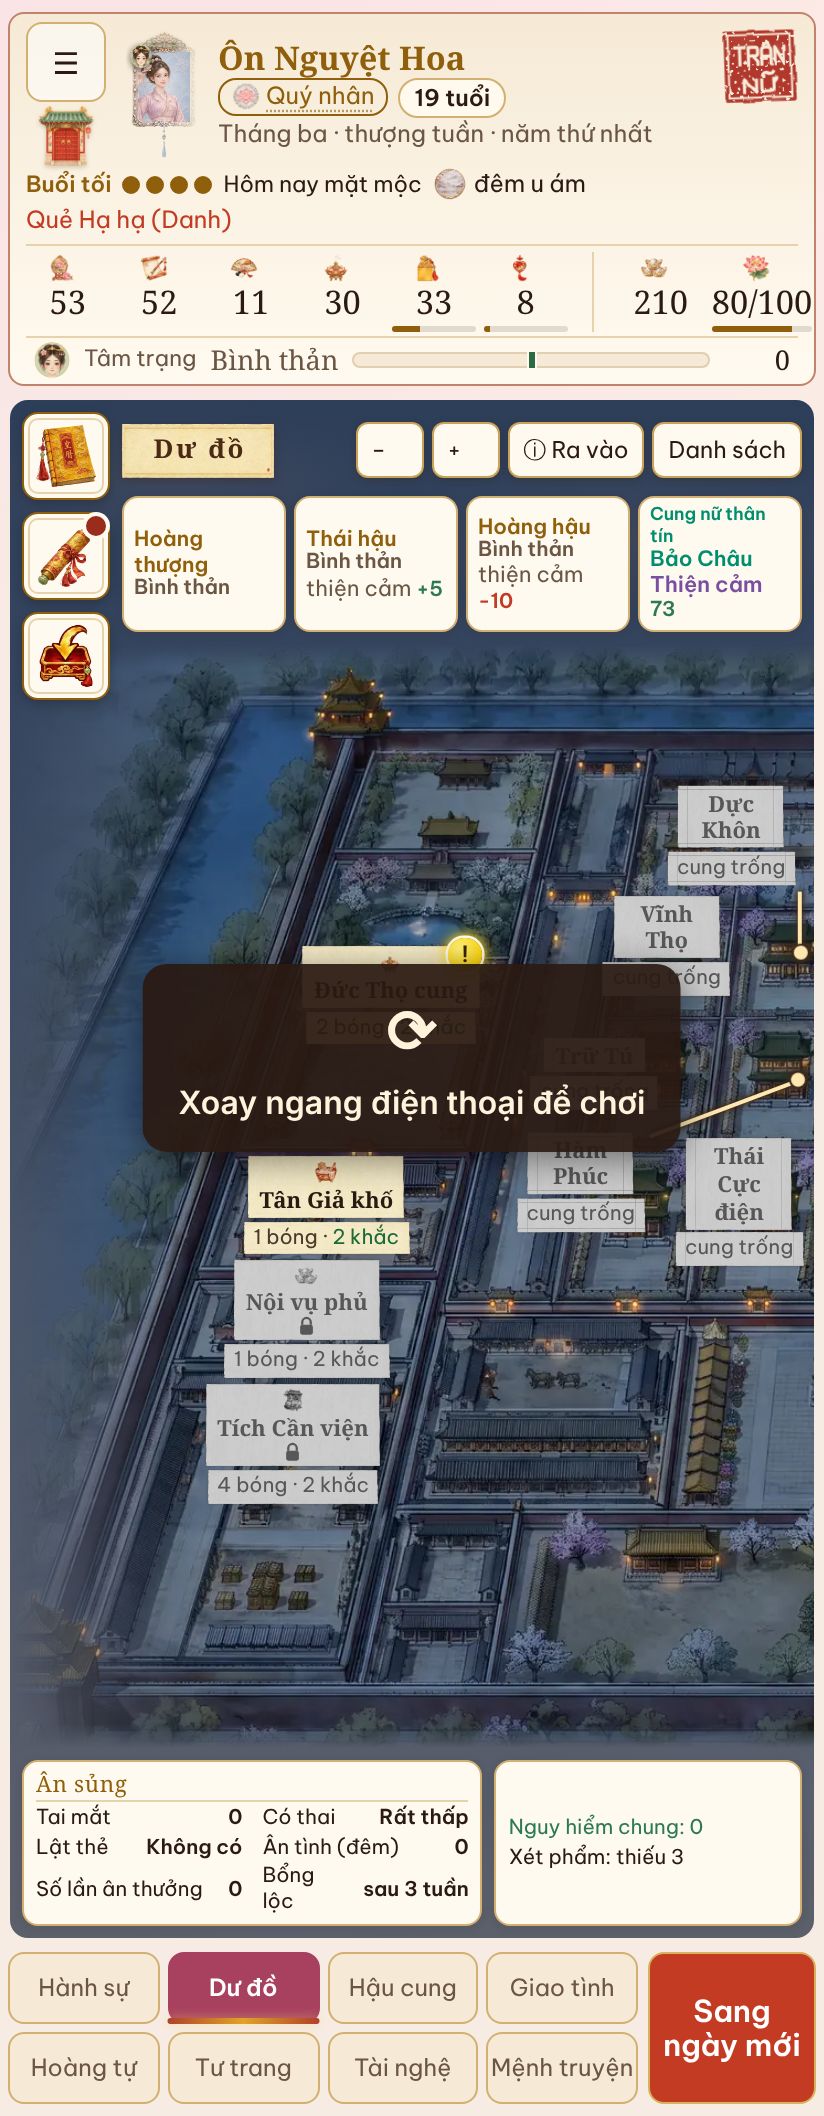 ☰
Ôn Nguyệt Hoa
TRÂN NỮ
Quý nhân
19 tuổi
Tháng ba · thượng tuần · năm thứ nhất
Buổi tối
Hôm nay mặt mộc
đêm u ám
Quẻ Hạ hạ (Danh)
53 52 11 30 33 8 210 80/100
Tâm trạng Bình thản 0
Dư đồ
-
+
ⓘ Ra vào
Danh sách
Hoàng
thượng
Bình thản
Thái hậu
Bình thản
thiện cảm +5
Hoàng hậu
Bình thản
thiện cảm
-10
Cung nữ thân
tín
Bảo Châu
Thiện cảm
73
Dực
Khôn
cung trống
Vĩnh
Thọ
cung trống
!
Đức Thọ cung
2 bóng
Trữ Tú
⟳
Xoay ngang điện thoại để chơi
Hàm
Phúc
cung trống
Thái
Cực
điện
cung trống
Tân Giả khố
1 bóng · 2 khắc
Nội vụ phủ
1 bóng · 2 khắc
Tích Cần viện
4 bóng · 2 khắc
Ân sủng
Tai mắt 0
Có thai Rất thấp
Lật thẻ Không có
Ân tình (đêm) 0
Số lần ân thưởng 0
Bổng
lộc
sau 3 tuần
Nguy hiểm chung: 0
Xét phẩm: thiếu 3
Hành sự
Dư đồ
Hậu cung
Giao tình
Sang
ngày mới
Hoàng tự
Tư trang
Tài nghệ
Mệnh truyện